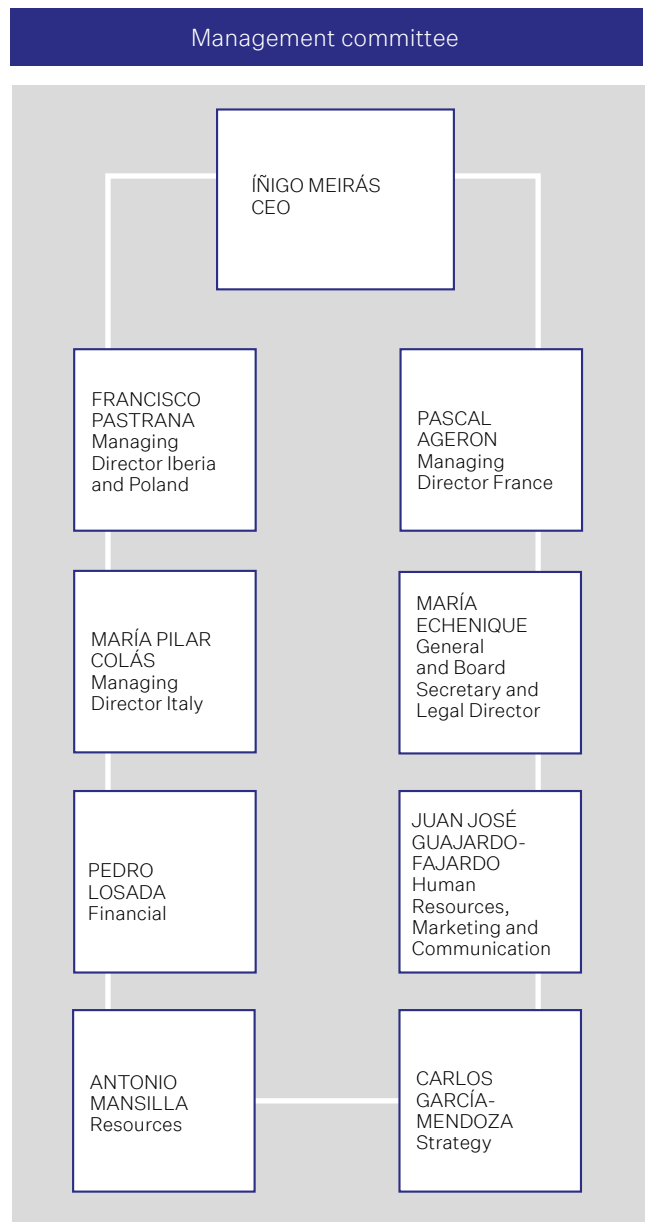 Management committee
ÍÑIGO MEIRÁS
CEO
FRANCISCO
PASTRANA
Managing
Director Iberia
and Poland
PASCAL
AGERON
Managing
Director France
MARÍA PILAR
COLÁS
Managing
Director Italy
MARÍA
ECHENIQUE
General
and Board
Secretary and
Legal Director
PEDRO
LOSADA
Financial
JUAN JOSÉ
GUAJARDO-
FAJARDO
Human
Resources,
Marketing and
Communication
ANTONIO
MANSILLA
Resources
CARLOS
GARCÍA-
MENDOZA
Strategy